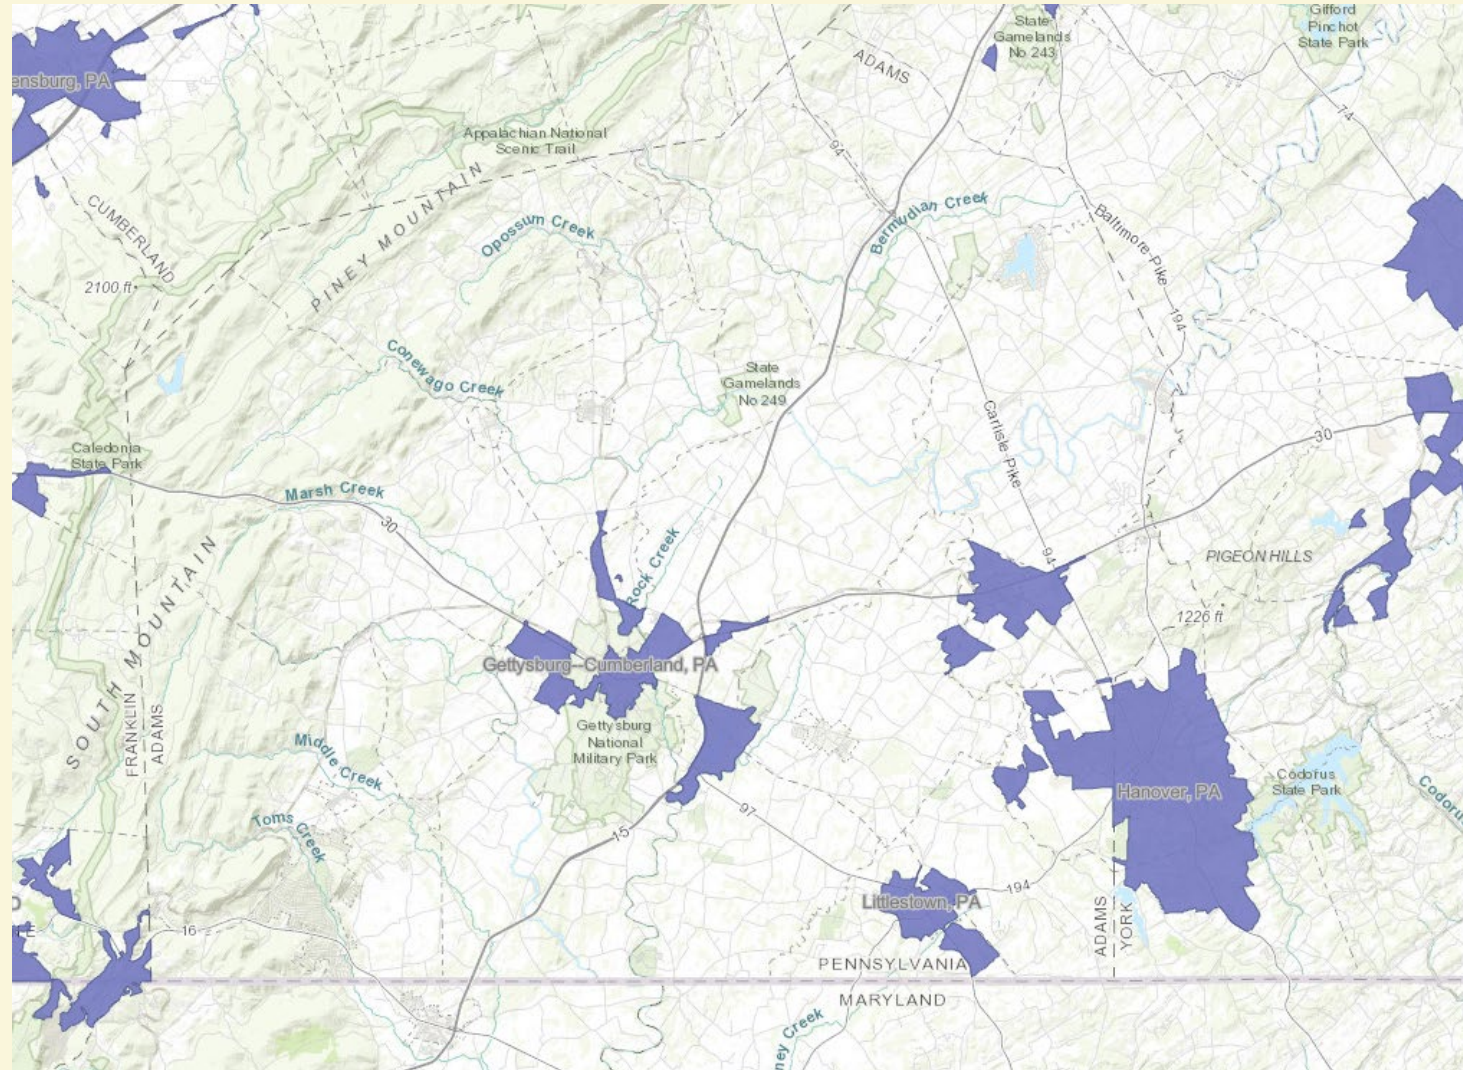 State
Gamelands
No 243
Gifford
Pinchot
State Park
ADAMS
ensburg, PA
74
Appalachian National
Scenic Trail
94
CUMBERLAND
PINEY MOUNTAIN
Opossum Creek
Bermudian Creek
Baltimore Pike
2100 ft
194
Conewago Creek
State
Gamelands
No 249
Carlisle Pike
30
Caledonia
State Park
Marsh Creek
30
Rock Creek
94
PIGEON HILLS
SOUTH MOUNTAIN
1226 ft
Gettysburg--Cumberland, PA
FRANKLIN
ADAMS
Gettysburg
National
Military Park
Middle Creek
Hanover, PA
Codorus
State Park
Codoru
Toms Creek
97
15
194
Littlestown, PA
ADAMS
YORK
16
PENNSYLVANIA
MARYLAND
ney Creek